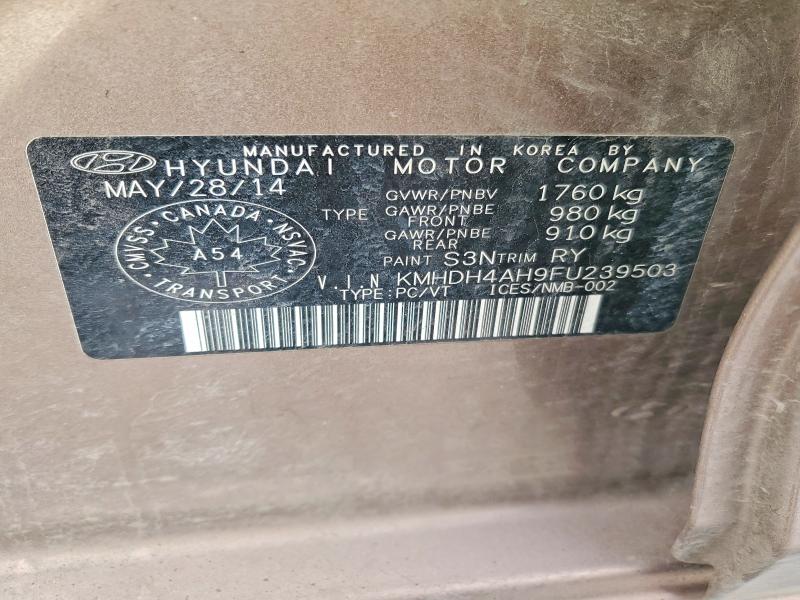 MANUFACTURED IN KOREA BY
HYUNDAI MOTOR COMPANY
MAY/28/14
GVWR/PNBV 1760 kg
TYPE GAWR/PNBE FRONT 980 kg
GAWR/PNBE REAR 910 kg
PAINT S3N TRIM RY
V.I.N KMHDH4AH9FU239503
TYPE:PC/VT ICES/NMB-002
CMVSS CANADA NSVAC
A54
TRANSPORT